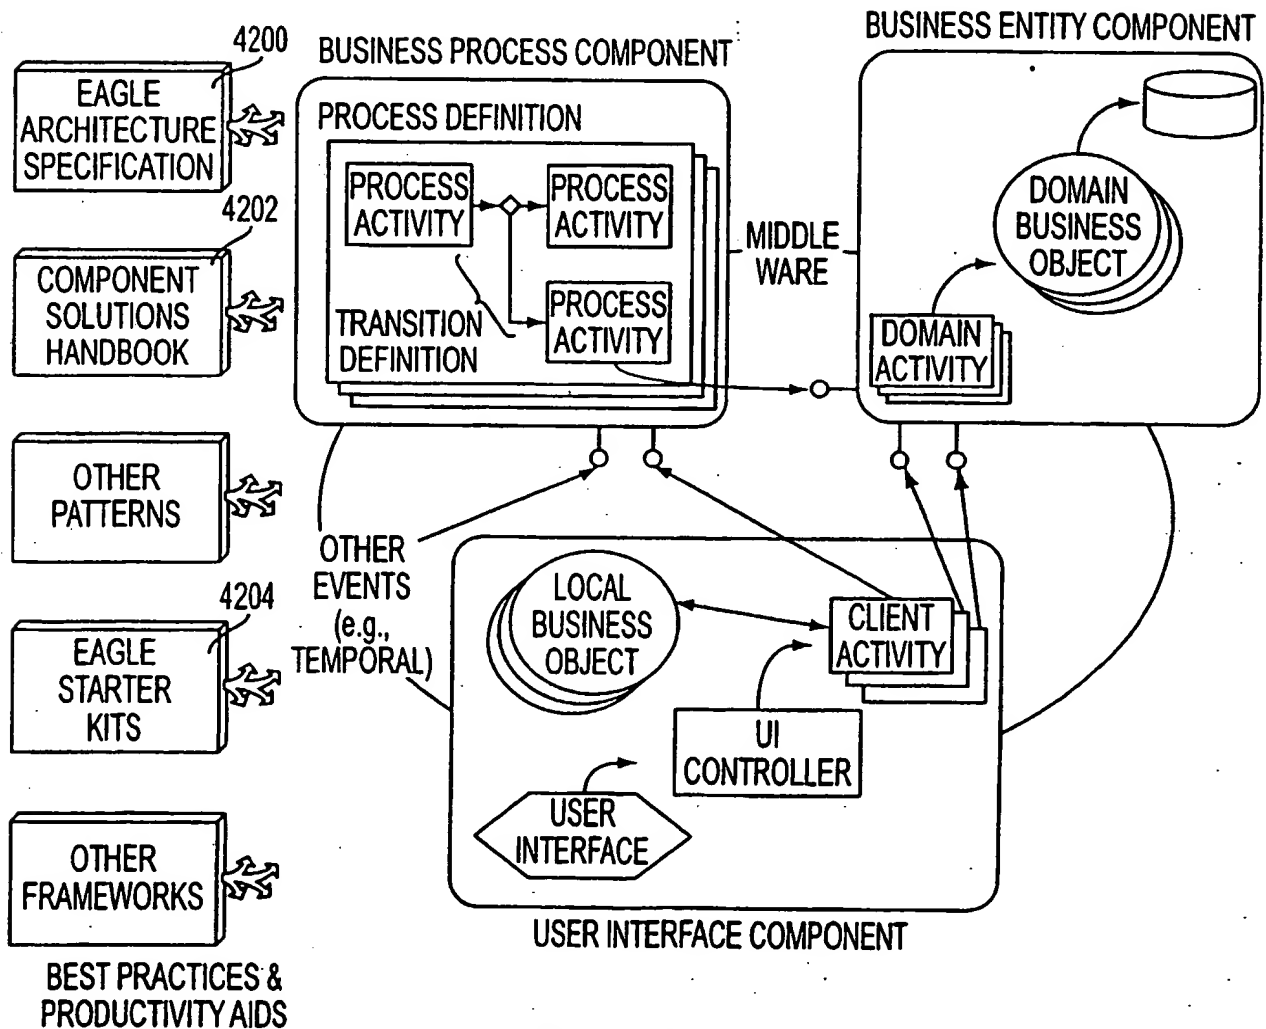 4200
EAGLE
ARCHITECTURE
SPECIFICATION
4202
COMPONENT
SOLUTIONS
HANDBOOK
OTHER
PATTERNS
4204
EAGLE
STARTER
KITS
OTHER
FRAMEWORKS
BEST PRACTICES &
PRODUCTIVITY AIDS
BUSINESS PROCESS COMPONENT
PROCESS DEFINITION
PROCESS
ACTIVITY
PROCESS
ACTIVITY
PROCESS
ACTIVITY
TRANSITION
DEFINITION
MIDDLE
WARE
BUSINESS ENTITY COMPONENT
DOMAIN
BUSINESS
OBJECT
DOMAIN
ACTIVITY
OTHER
EVENTS
(e.g.,
TEMPORAL)
LOCAL
BUSINESS
OBJECT
CLIENT
ACTIVITY
UI
CONTROLLER
USER
INTERFACE
USER INTERFACE COMPONENT